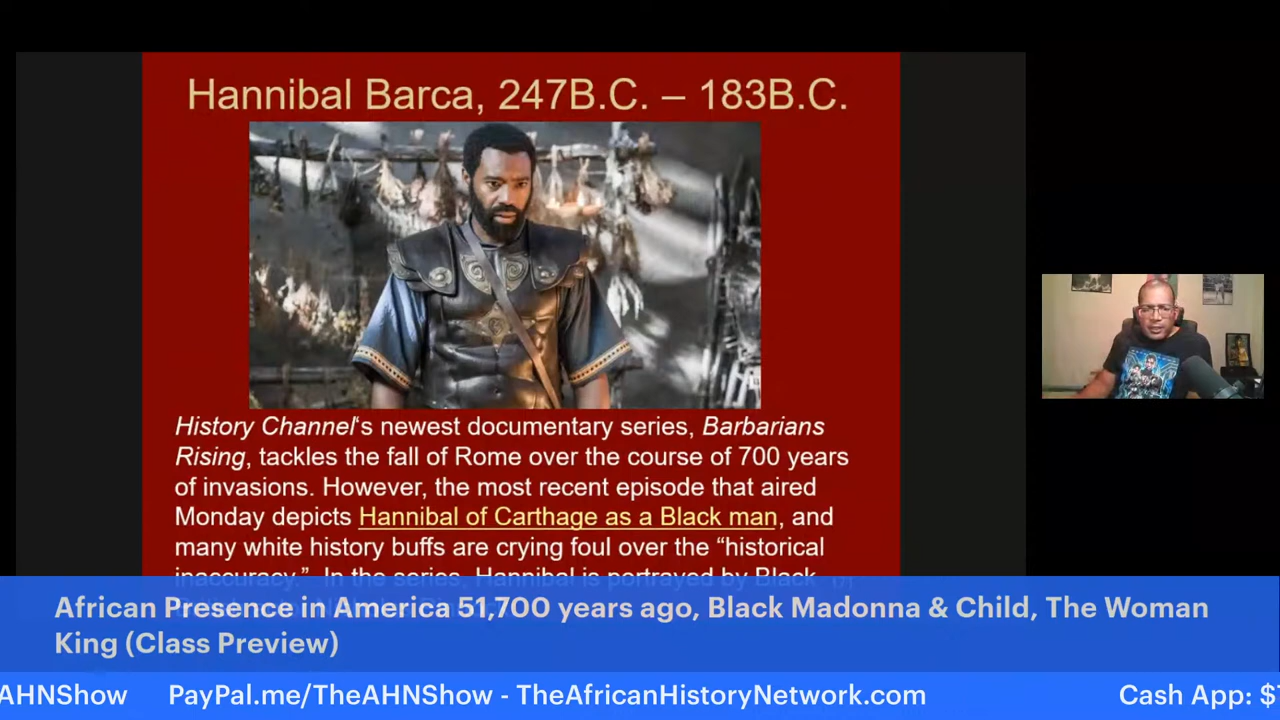 Hannibal Barca, 247B.C. – 183B.C.
History Channel‘s newest documentary series, Barbarians
Rising, tackles the fall of Rome over the course of 700 years
of invasions. However, the most recent episode that aired
Monday depicts Hannibal of Carthage as a Black man, and
many white history buffs are crying foul over the “historical
inaccuracy.” In the series, Hannibal is portrayed by Black
African Presence in America 51,700 years ago, Black Madonna & Child, The Woman
King (Class Preview)
AHNShow PayPal.me/TheAHNShow - TheAfricanHistoryNetwork.com Cash App: $